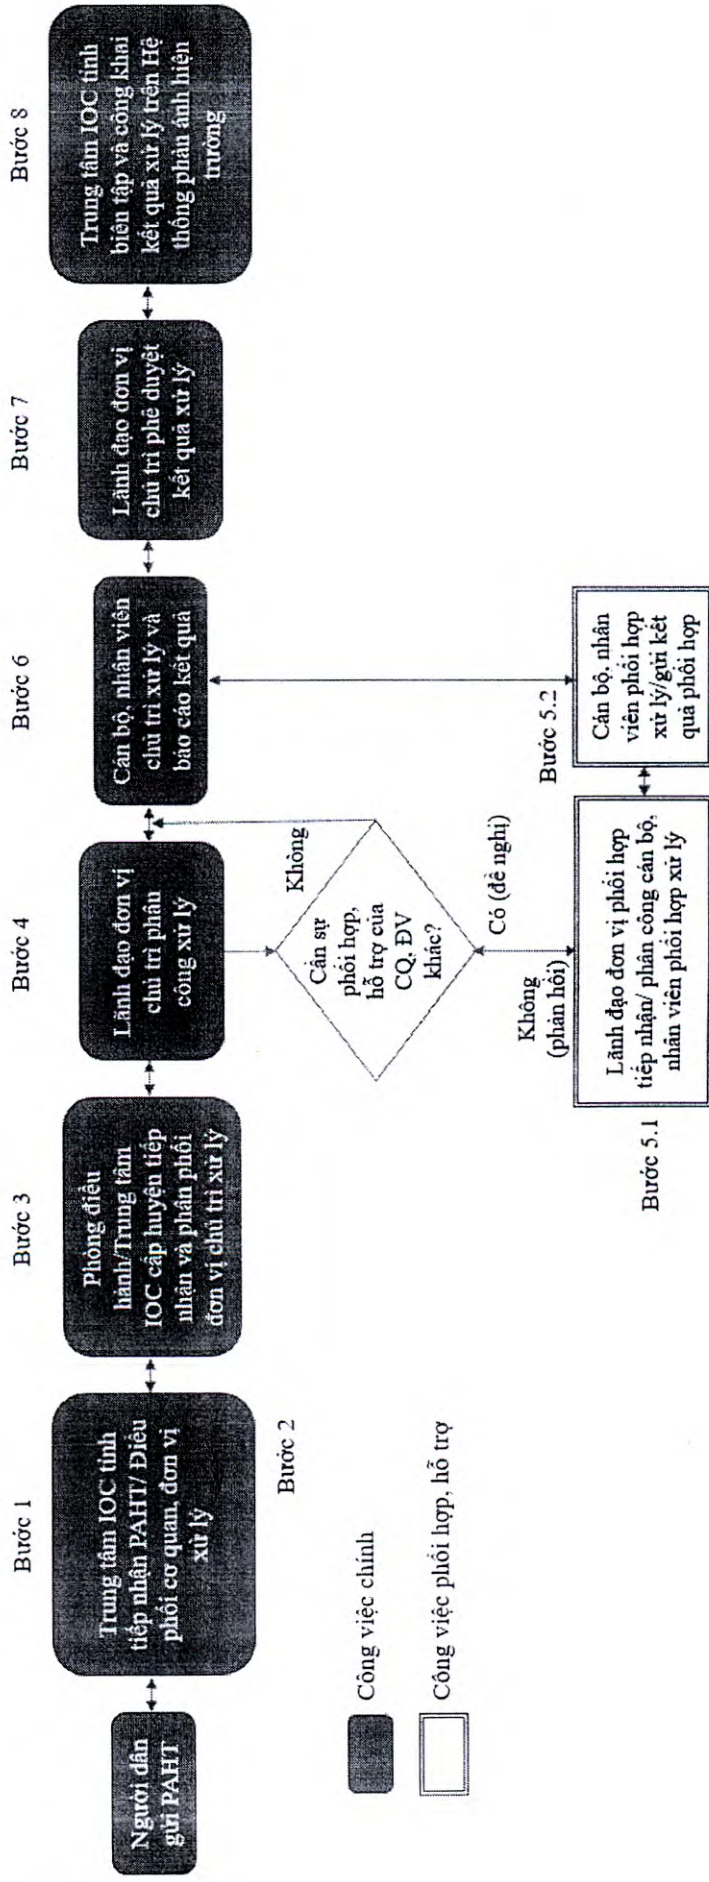 Bước 1
Bước 3
Bước 4
Bước 6
Bước 7
Bước 8
Người dân
gửi PAHT
Trung tâm IOC tỉnh
tiếp nhận PAHT/ Điều
phối cơ quan, đơn vị
xử lý
Bước 2
Phòng điều
hành/Trung tâm
IOC cấp huyện tiếp
nhận và phân phối
đơn vị chủ trì xử lý
Lãnh đạo đơn vị
chủ trì phân
công xử lý
Cán bộ, nhân viên
chủ trì xử lý và
báo cáo kết quả
Lãnh đạo đơn vị
chủ trì phê duyệt
kết quả xử lý
Trung tâm IOC tỉnh
biên tập và công khai
kết quả xử lý trên Hệ
thống phản ánh hiện
trường
Cần sự
phối hợp,
hỗ trợ của
CQ, ĐV
khác?
Không
Không
(phản hồi)
Có (đề nghị)
Bước 5.1
Lãnh đạo đơn vị phối hợp
tiếp nhận/ phân công cán bộ,
nhân viên phối hợp xử lý
Bước 5.2
Cán bộ, nhân
viên phối hợp
xử lý/gửi kết
quả phối hợp
Công việc chính
Công việc phối hợp, hỗ trợ